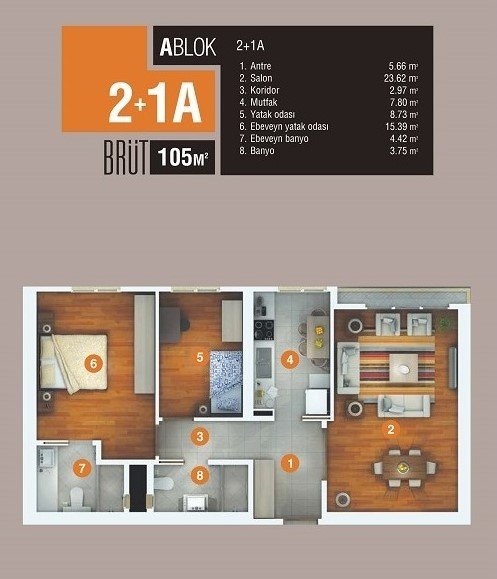 ABLOK
2+1A
2+1A
BRÜT 105M²
1. Antre 5.66 m²
2. Salon 23.62 m²
3. Koridor 2.97 m²
4. Mutfak 7.80 m²
5. Yatak odası 8.73 m²
6. Ebeveyn yatak odası 15.39 m²
7. Ebeveyn banyo 4.42 m²
8. Banyo 3.75 m²
6
5
4
2
3
1
7
8